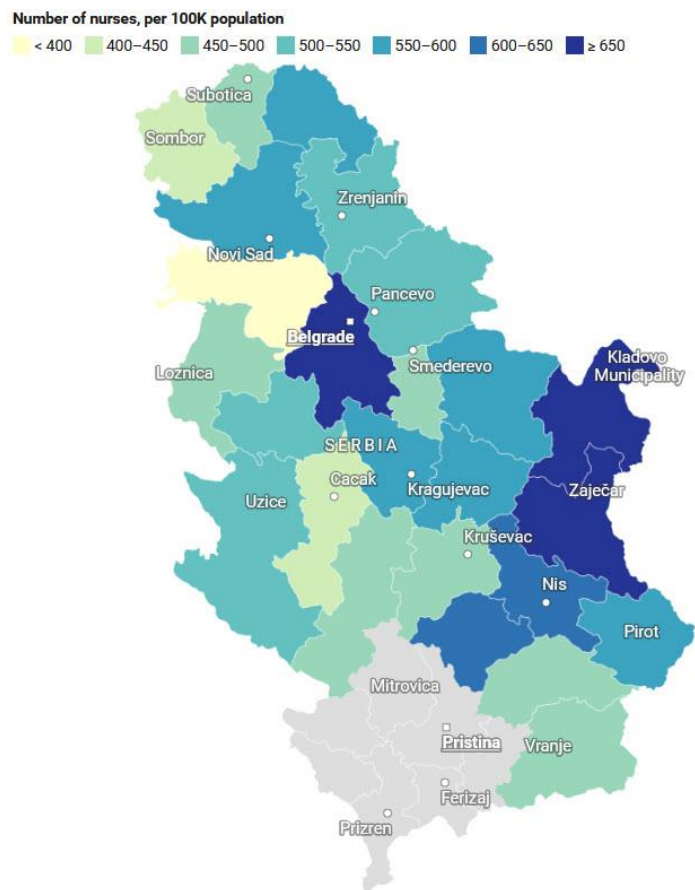 Number of nurses, per 100K population
< 400 400–450 450–500 500–550 550–600 600–650 ≥ 650
Subotica
Sombor
Zrenjanin
Novi Sad
Pancevo
Belgrade
Kladovo
Municipality
Smederevo
Loznica
SERBIA
Cacak
Kragujevac
Zaječar
Uzice
Kruševac
Nis
Pirot
Mitrovica
Pristina
Vranje
Ferizaj
Prizren